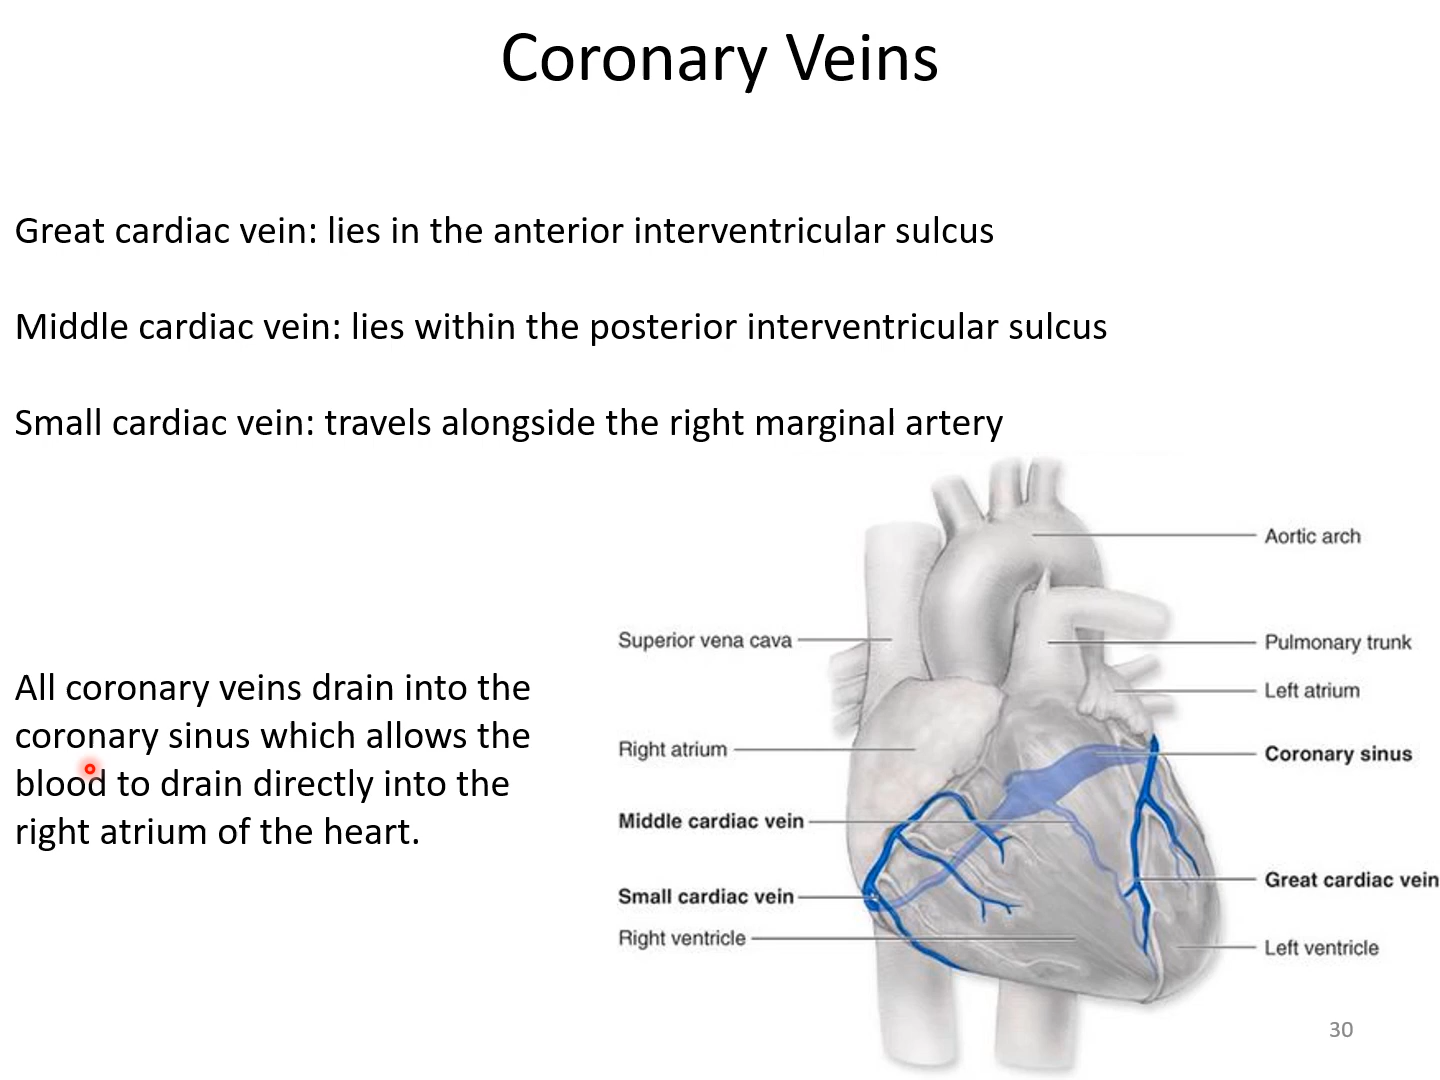 Coronary Veins
Great cardiac vein: lies in the anterior interventricular sulcus
Middle cardiac vein: lies within the posterior interventricular sulcus
Small cardiac vein: travels alongside the right marginal artery
All coronary veins drain into the
coronary sinus which allows the
blood to drain directly into the
right atrium of the heart.
Superior vena cava
Right atrium
Middle cardiac vein
Small cardiac vein
Right ventricle
Aortic arch
Pulmonary trunk
Left atrium
Coronary sinus
Great cardiac vein
Left ventricle
30